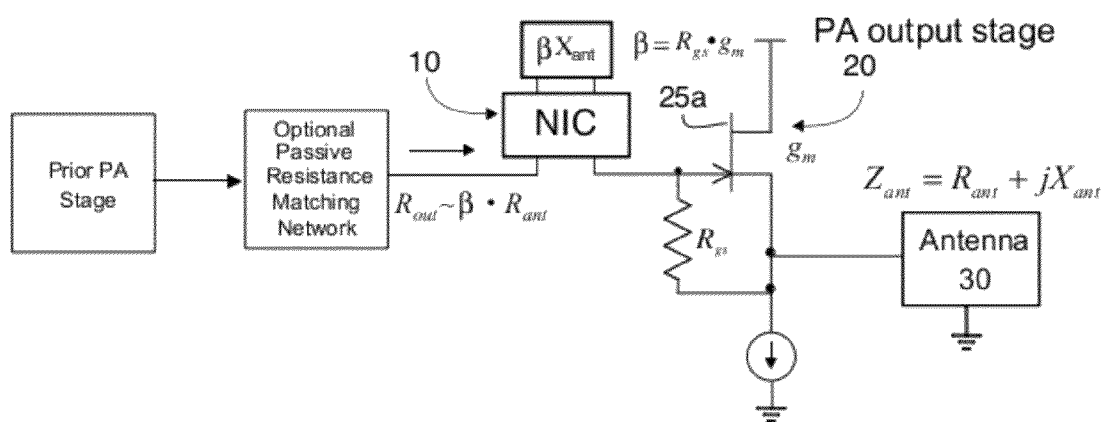 βX_ant
β = R_gs • g_m
PA output stage
20
10
25a
NIC
g_m
Prior PA
Stage
Optional
Passive
Resistance
Matching
Network
R_out ~ β • R_ant
R_gs
Z_ant = R_ant + jX_ant
Antenna
30